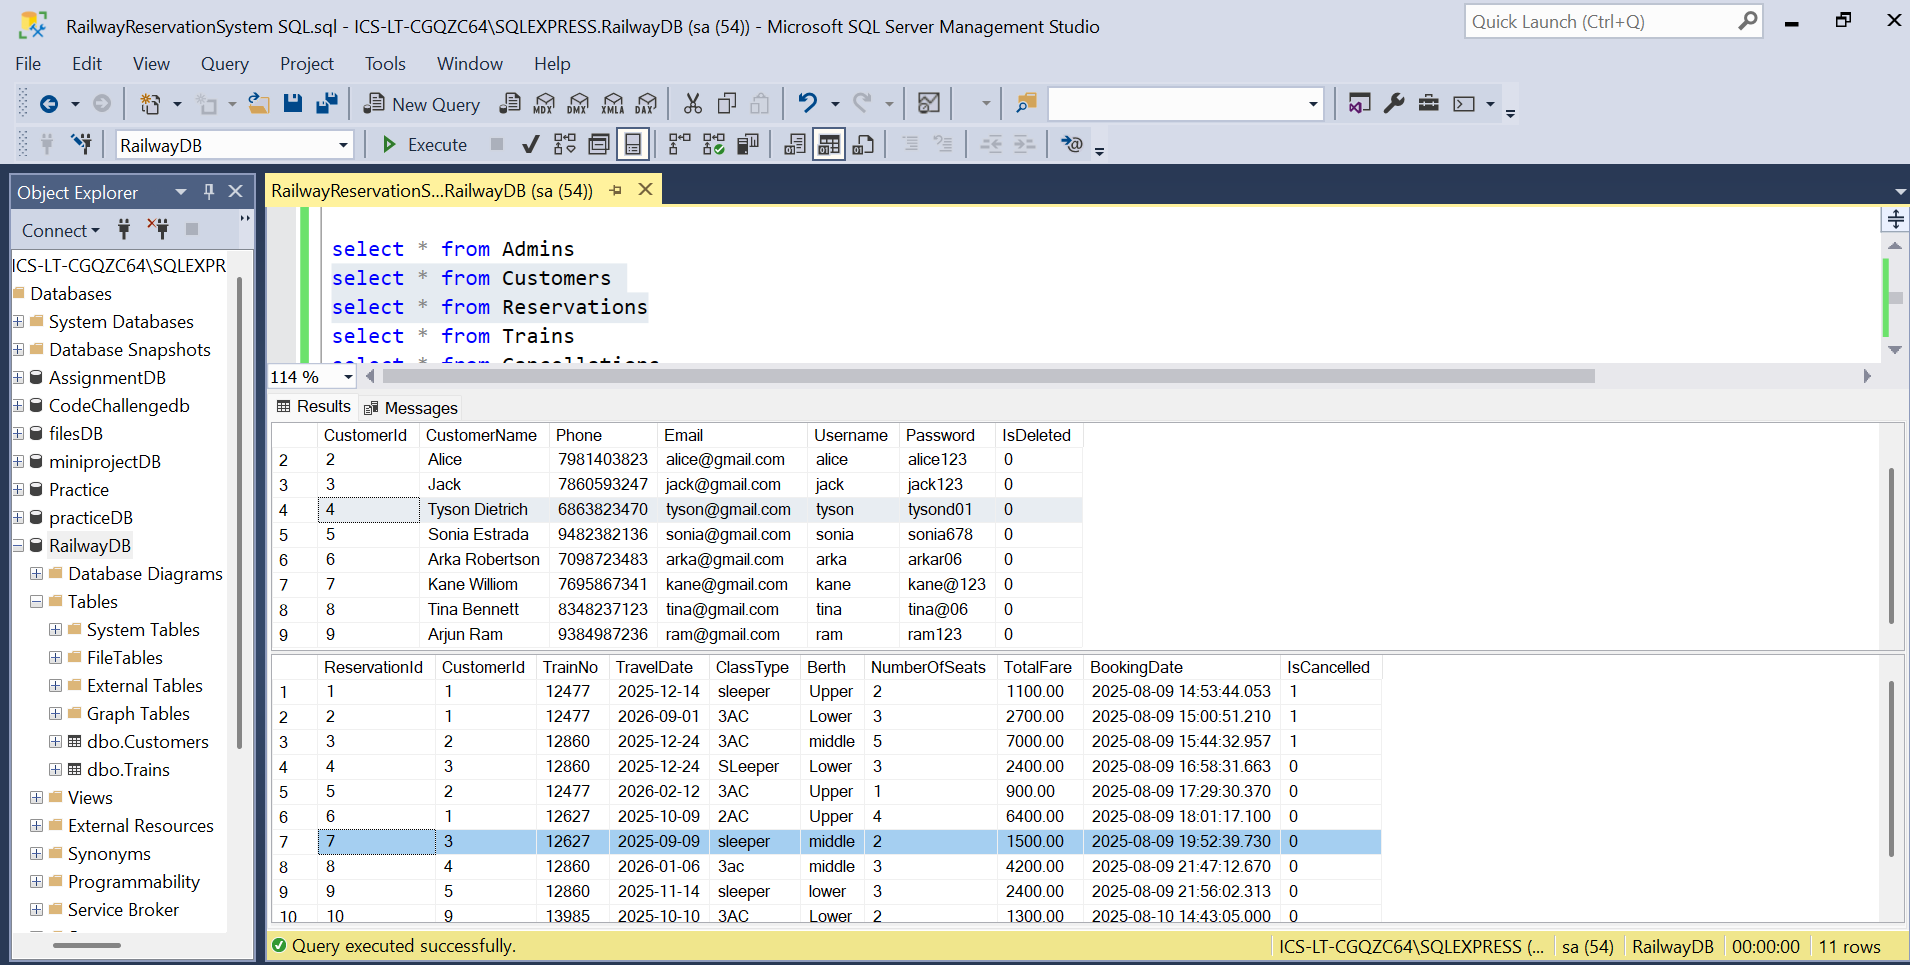 RailwayReservationSystem SQL.sql - ICS-LT-CGQZC64\SQLEXPRESS.RailwayDB (sa (54)) - Microsoft SQL Server Management Studio
Quick Launch (Ctrl+Q)
File Edit View Query Project Tools Window Help
New Query MDX DMX XMLA DAX
RailwayDB Execute
Object Explorer
RailwayReservationS...RailwayDB (sa (54))
Connect
ICS-LT-CGQZC64\SQLEXPR
Databases
System Databases
Database Snapshots
AssignmentDB
CodeChallengedb
filesDB
miniprojectDB
Practice
practiceDB
RailwayDB
Database Diagrams
Tables
System Tables
FileTables
External Tables
Graph Tables
dbo.Customers
dbo.Trains
Views
External Resources
Synonyms
Programmability
Service Broker
select * from Admins
select * from Customers
select * from Reservations
select * from Trains
select * from Cancellations
114 %
Results Messages
CustomerId CustomerName Phone Email Username Password IsDeleted
2 2 Alice 7981403823 alice@gmail.com alice alice123 0
3 3 Jack 7860593247 jack@gmail.com jack jack123 0
4 4 Tyson Dietrich 6863823470 tyson@gmail.com tyson tysond01 0
5 5 Sonia Estrada 9482382136 sonia@gmail.com sonia sonia678 0
6 6 Arka Robertson 7098723483 arka@gmail.com arka arkar06 0
7 7 Kane Williom 7695867341 kane@gmail.com kane kane@123 0
8 8 Tina Bennett 8348237123 tina@gmail.com tina tina@06 0
9 9 Arjun Ram 9384987236 ram@gmail.com ram ram123 0
ReservationId CustomerId TrainNo TravelDate ClassType Berth NumberOfSeats TotalFare BookingDate IsCancelled
1 1 1 12477 2025-12-14 sleeper Upper 2 1100.00 2025-08-09 14:53:44.053 1
2 2 1 12477 2026-09-01 3AC Lower 3 2700.00 2025-08-09 15:00:51.210 1
3 3 2 12860 2025-12-24 3AC middle 5 7000.00 2025-08-09 15:44:32.957 1
4 4 3 12860 2025-12-24 SLeeper Lower 3 2400.00 2025-08-09 16:58:31.663 0
5 5 2 12477 2026-02-12 3AC Upper 1 900.00 2025-08-09 17:29:30.370 0
6 6 1 12627 2025-10-09 2AC Upper 4 6400.00 2025-08-09 18:01:17.100 0
7 7 3 12627 2025-09-09 sleeper middle 2 1500.00 2025-08-09 19:52:39.730 0
8 8 4 12860 2026-01-06 3ac middle 3 4200.00 2025-08-09 21:47:12.670 0
9 9 5 12860 2025-11-14 sleeper lower 3 2400.00 2025-08-09 21:56:02.313 0
10 10 9 13985 2025-10-10 3AC Lower 2 1300.00 2025-08-10 14:43:05.000 0
Query executed successfully. ICS-LT-CGQZC64\SQLEXPRESS (... sa (54) RailwayDB 00:00:00 11 rows